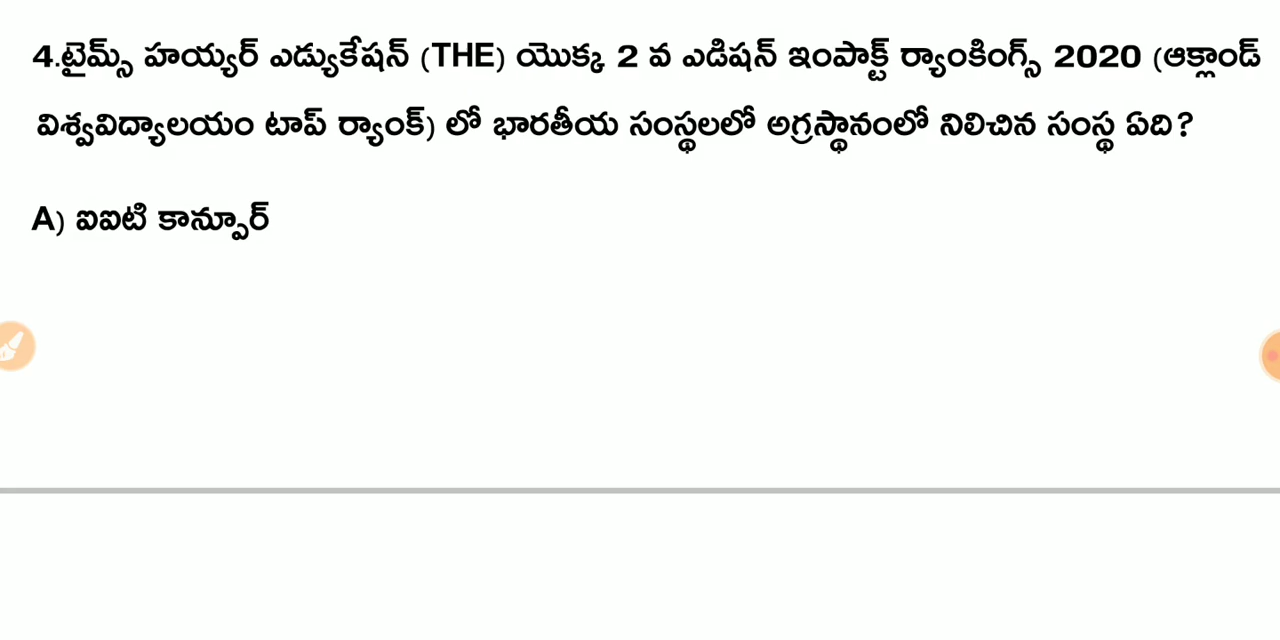 4.టైమ్స్ హయ్యర్ ఎడ్యుకేషన్ (THE) యొక్క 2 వ ఎడిషన్ ఇంపాక్ట్ ర్యాంకింగ్స్ 2020 (ఆక్లాండ్
విశ్వవిద్యాలయం టాప్ ర్యాంక్) లో భారతీయ సంస్థలలో అగ్రస్థానంలో నిలిచిన సంస్థ ఏది?
A) ఐఐటి కాన్పూర్